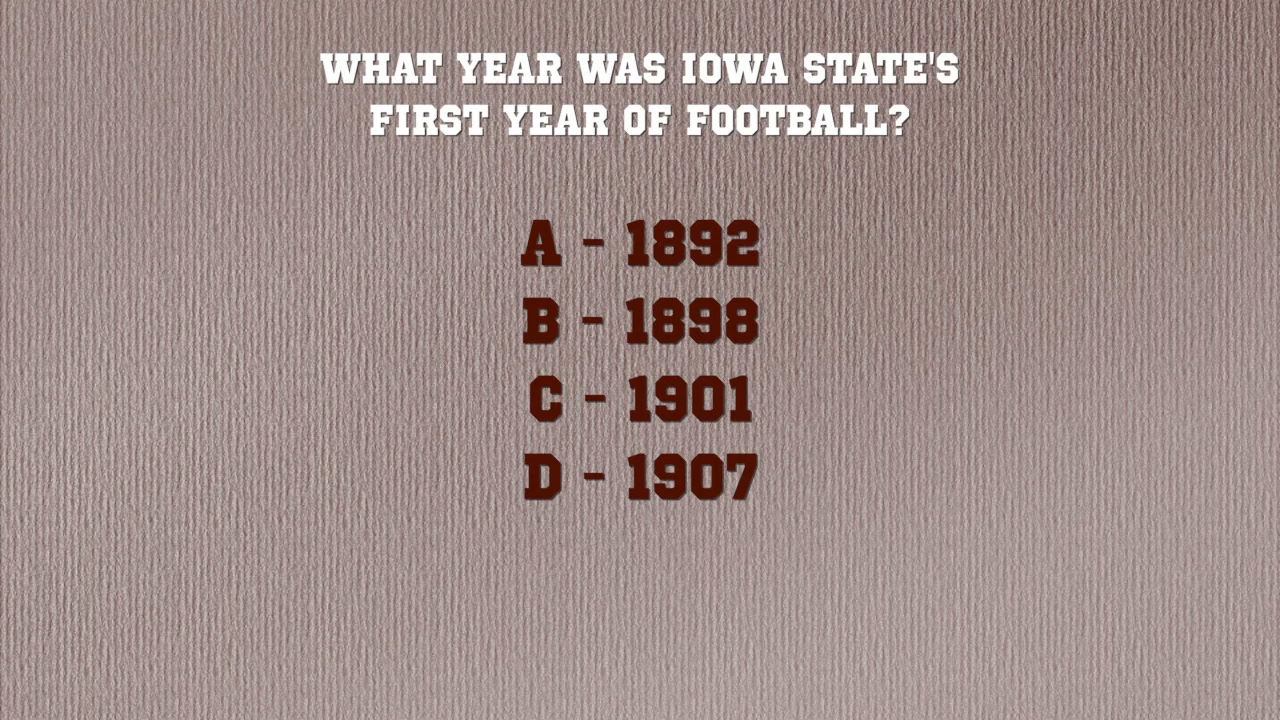 WHAT YEAR WAS IOWA STATE'S
FIRST YEAR OF FOOTBALL?
A - 1892
B - 1898
C - 1901
D - 1907